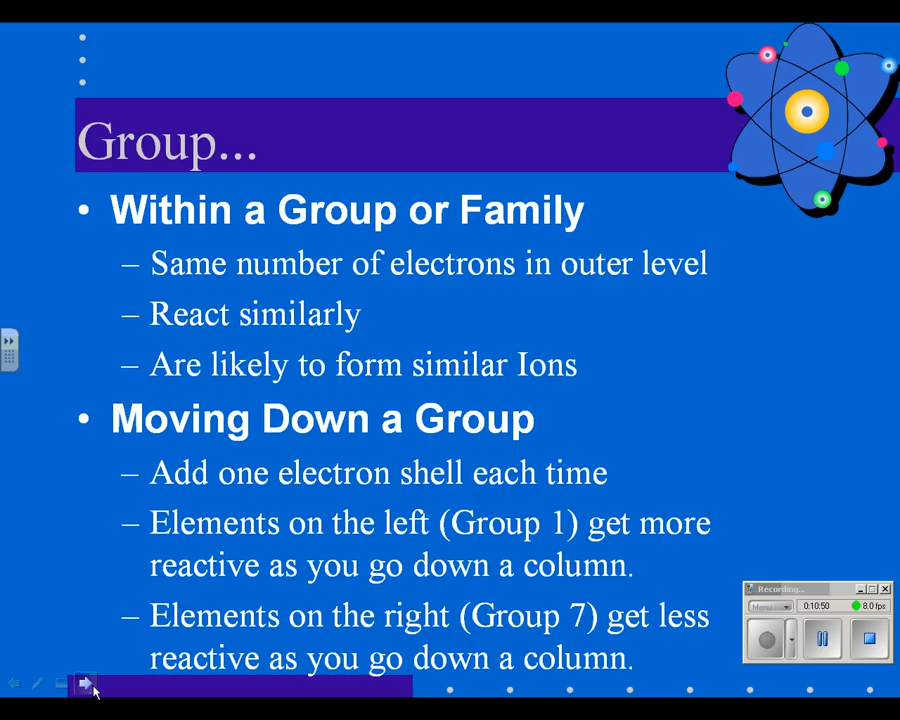 Group...
• Within a Group or Family
– Same number of electrons in outer level
– React similarly
– Are likely to form similar Ions
• Moving Down a Group
– Add one electron shell each time
– Elements on the left (Group 1) get more
reactive as you go down a column.
– Elements on the right (Group 7) get less
reactive as you go down a column.
Recording...
Menu 0:10:50 8.0 fps